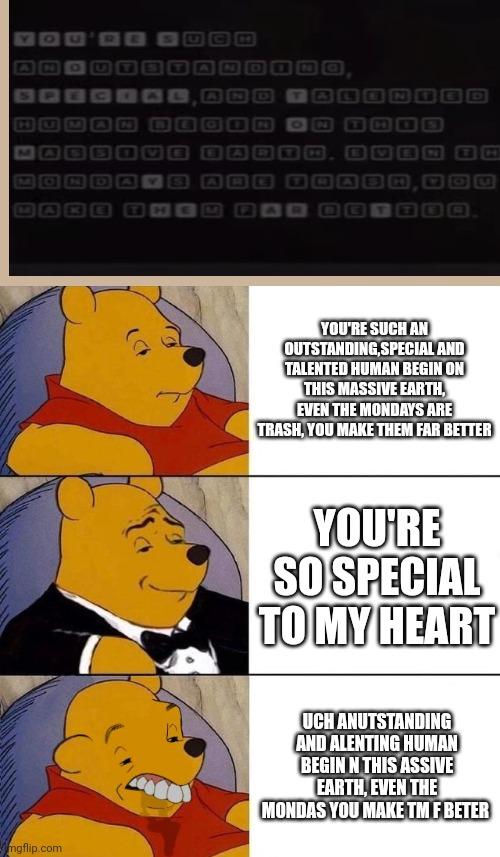 YOU'RE SUCH
AN OUTSTANDING,
SPECIAL, AND TALENTED
HUMAN BEGIN ON THIS
MASSIVE EARTH. EVEN TH
MONDAYS ARE TRASH, YOU
MAKE THEM FAR BETTER.
YOU'RE SUCH AN
OUTSTANDING,SPECIAL AND
TALENTED HUMAN BEGIN ON
THIS MASSIVE EARTH,
EVEN THE MONDAYS ARE
TRASH, YOU MAKE THEM FAR BETTER
YOU'RE
SO SPECIAL
TO MY HEART
UCH ANUTSTANDING
AND ALENTING HUMAN
BEGIN N THIS ASSIVE
EARTH, EVEN THE
MONDAS YOU MAKE TM F BETER
imgflip.com